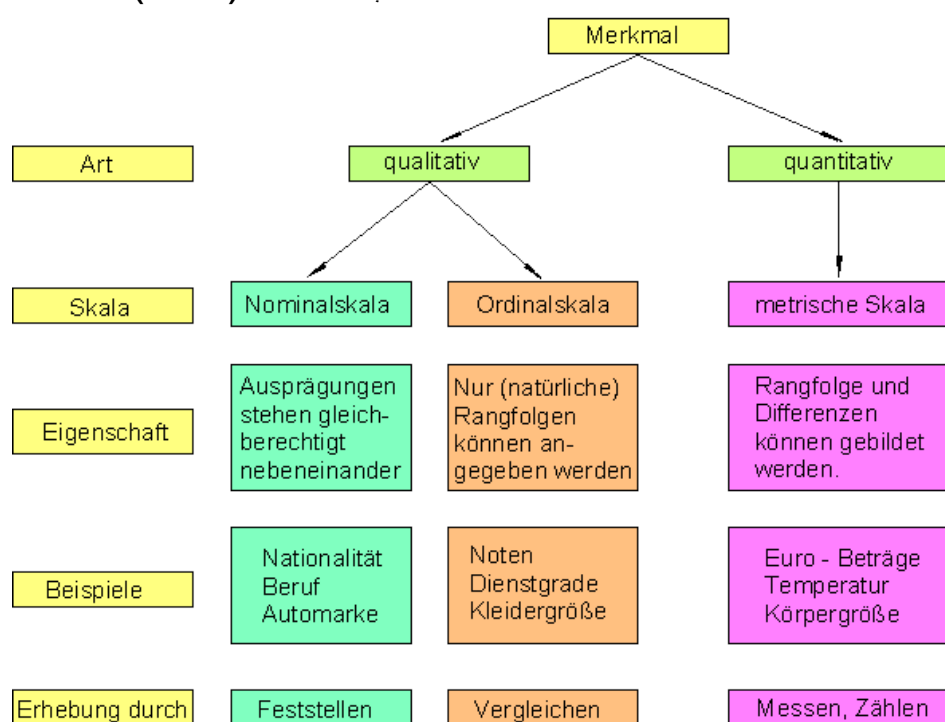 Merkmal
Art
qualitativ
quantitativ
Skala
Nominalskala
Ordinalskala
metrische Skala
Eigenschaft
Ausprägungen
stehen gleich-
berechtigt
nebeneinander
Nur (natürliche)
Rangfolgen
können an-
gegeben werden
Rangfolge und
Differenzen
können gebildet
werden.
Beispiele
Nationalität
Beruf
Automarke
Noten
Dienstgrade
Kleidergröße
Euro - Beträge
Temperatur
Körpergröße
Erhebung durch
Feststellen
Vergleichen
Messen, Zählen